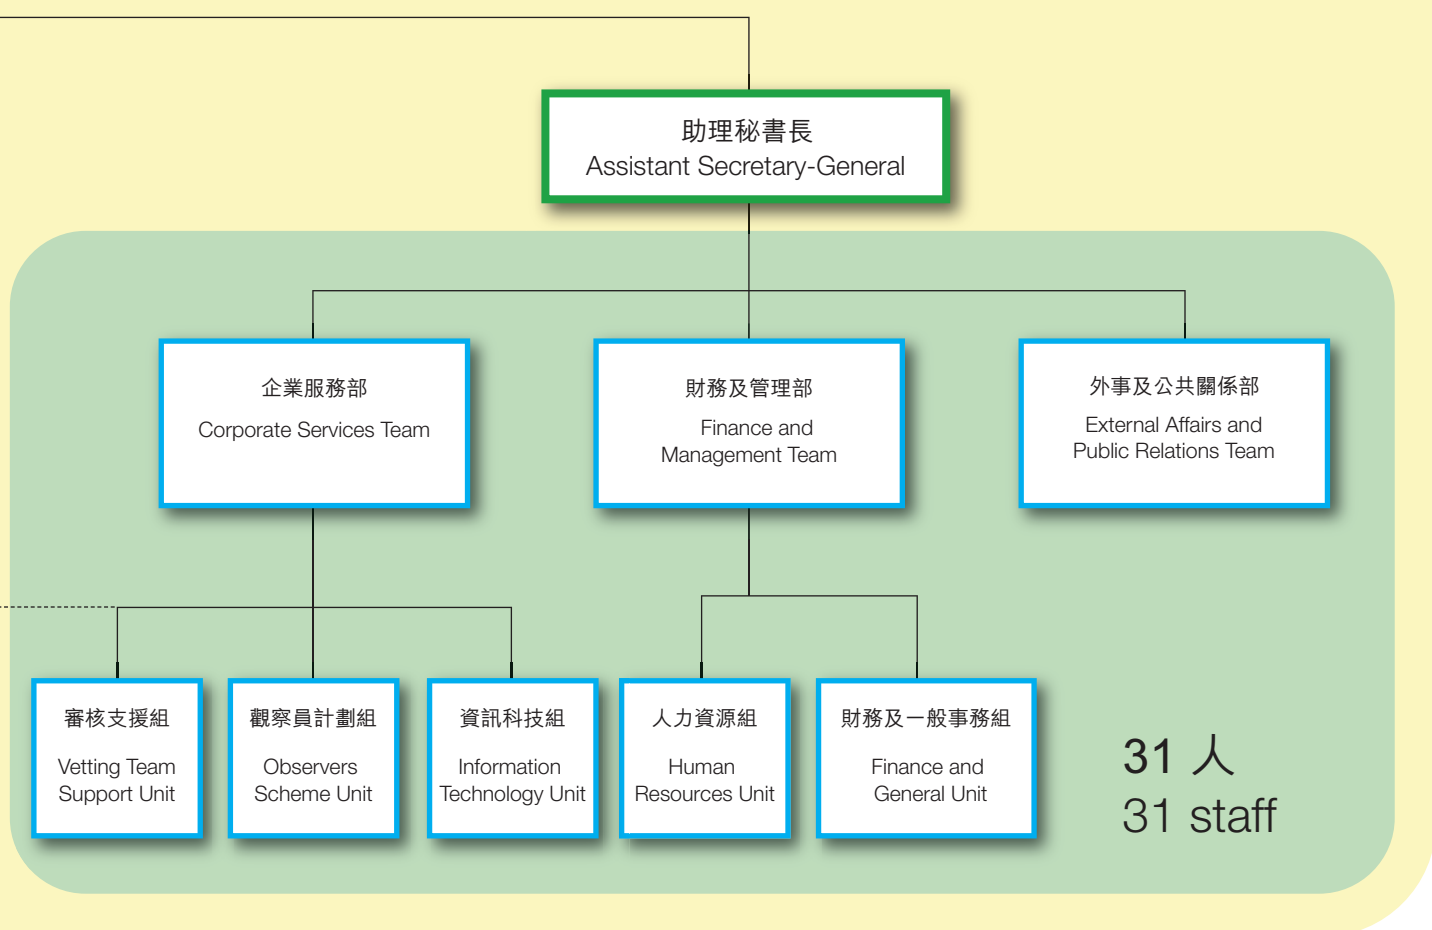 助理秘書長
Assistant Secretary-General
企業服務部
Corporate Services Team
財務及管理部
Finance and
Management Team
外事及公共關係部
External Affairs and
Public Relations Team
審核支援組
Vetting Team
Support Unit
觀察員計劃組
Observers
Scheme Unit
資訊科技組
Information
Technology Unit
人力資源組
Human
Resources Unit
財務及一般事務組
Finance and
General Unit
31 人
31 staff